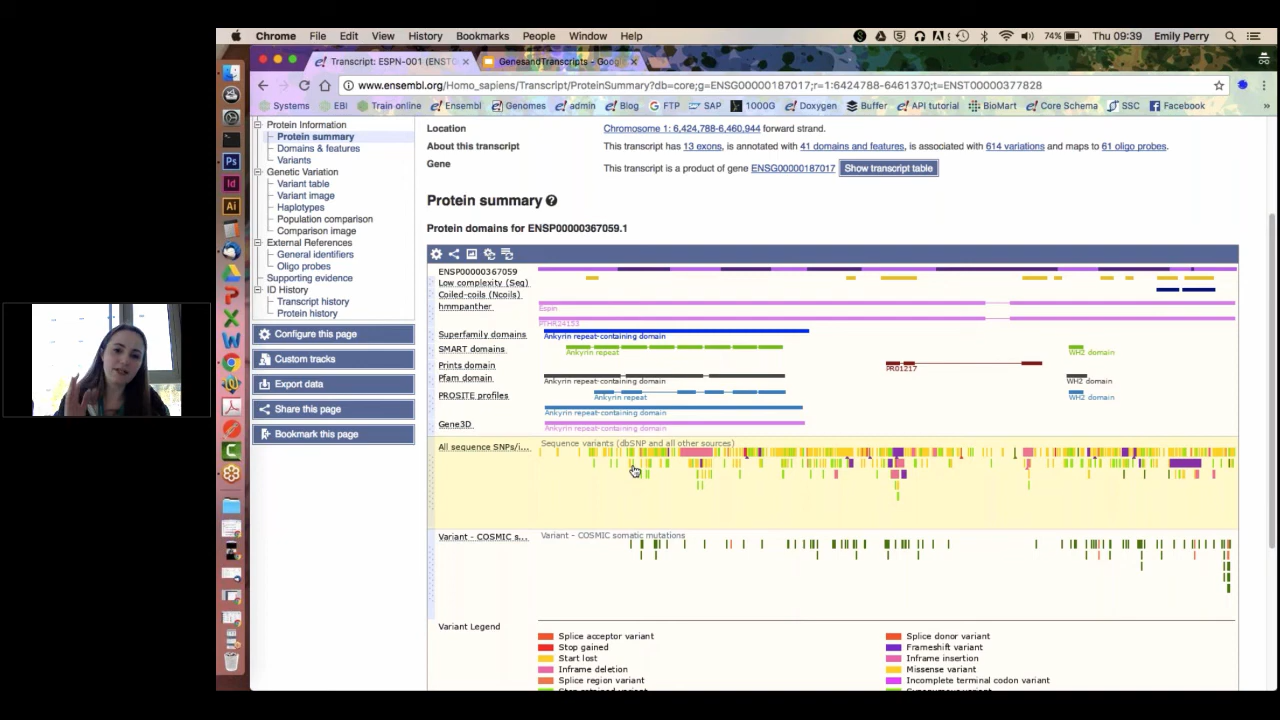 Chrome File Edit View History Bookmarks People Window Help 74% Thu 09:39 Emily Perry
Transcript: ESPN-001 (ENST0 × GenesandTranscripts - Goog ×
www.ensembl.org/Homo_sapiens/Transcript/ProteinSummary?db=core;g=ENSG00000187017;r=1:6424788-6461370;t=ENST00000377828
Systems EBI Train online Ensembl Genomes admin Blog FTP SAP 1000G Doxygen Buffer API tutorial BioMart Core Schema SSC Facebook »
Protein Information
Protein summary
Domains & features
Variants
Genetic Variation
Variant table
Variant image
Haplotypes
Population comparison
Comparison image
External References
General identifiers
Oligo probes
Supporting evidence
ID History
Transcript history
Protein history
Configure this page
Custom tracks
Export data
Share this page
Bookmark this page
Location Chromosome 1: 6,424,788-6,460,944 forward strand.
About this transcript This transcript has 13 exons, is annotated with 41 domains and features, is associated with 614 variations and maps to 61 oligo probes.
Gene This transcript is a product of gene ENSG00000187017 Show transcript table
Protein summary
Protein domains for ENSP00000367059.1
ENSP00000367059
Low complexity (Seg)
Coiled-coils (Ncoils)
hmmpanther
Espin
PTHR24153
Superfamily domains
Ankyrin repeat-containing domain
SMART domains
Ankyrin repeat WH2 domain
Prints domain
PR01217
Pfam domain
Ankyrin repeat-containing domain WH2 domain
PROSITE profiles
Ankyrin repeat WH2 domain
Ankyrin repeat-containing domain
Gene3D
Ankyrin repeat-containing domain
All sequence SNPs/i... Sequence variants (dbSNP and all other sources)
Variant - COSMIC s... Variant - COSMIC somatic mutations
Variant Legend
Splice acceptor variant Splice donor variant
Stop gained Frameshift variant
Start lost Inframe insertion
Inframe deletion Missense variant
Splice region variant Incomplete terminal codon variant